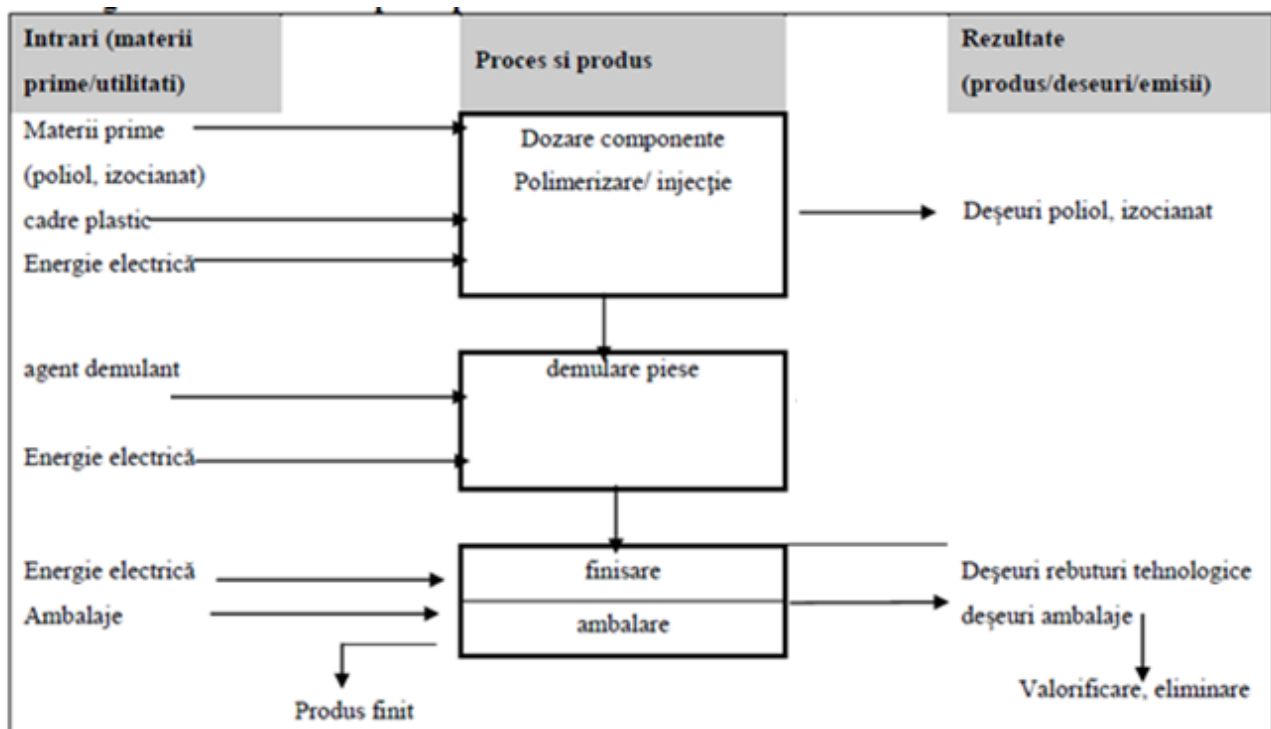 Intrari (materii
prime/utilitati)
Proces si produs
Rezultate
(produs/deseuri/emisii)
Materii prime
(poliol, izocianat)
cadre plastic
Energie electrică
Dozare componente
Polimerizare/ injecţie
Deşeuri poliol, izocianat
agent demulant
Energie electrică
demulare piese
Energie electrică
Ambalaje
finisare
ambalare
Deşeuri rebuturi tehnologice
deşeuri ambalaje
Valorificare, eliminare
Produs finit